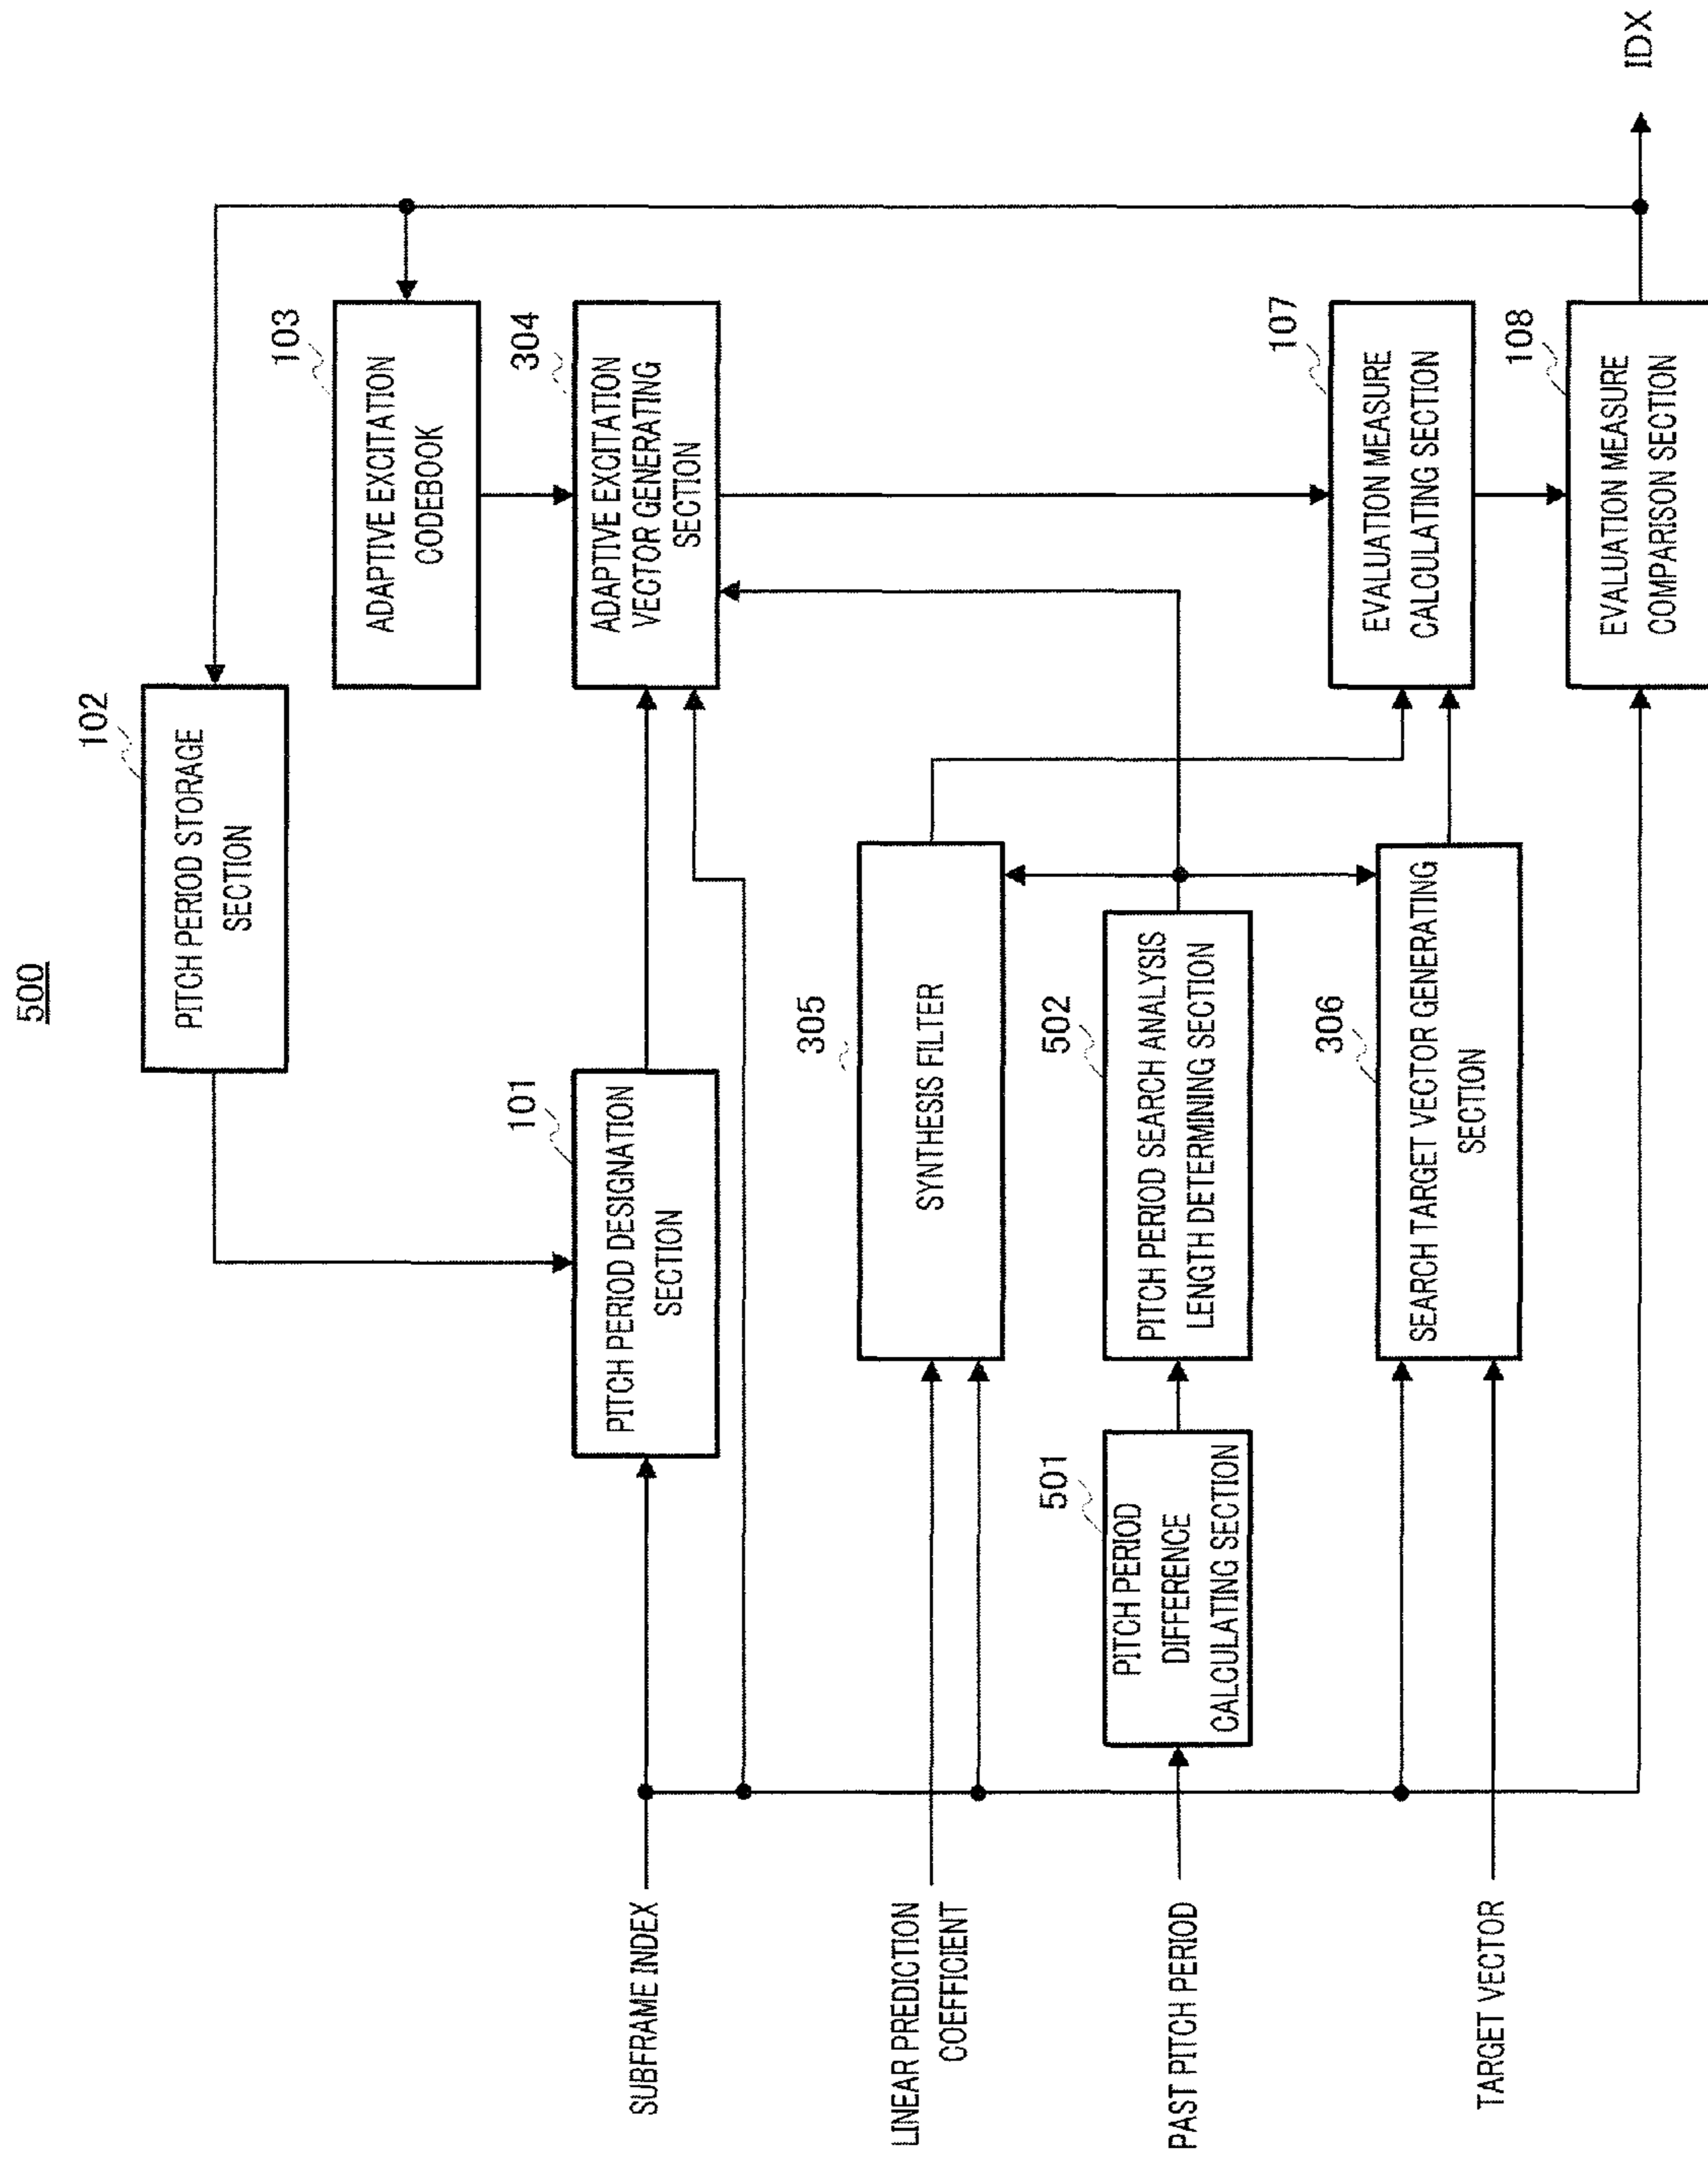 500
102
PITCH PERIOD STORAGE
SECTION
103
ADAPTIVE EXCITATION
CODEBOOK
101
PITCH PERIOD DESIGNATION
SECTION
304
ADAPTIVE EXCITATION
VECTOR GENERATING
SECTION
SUBFRAME INDEX
305
SYNTHESIS FILTER
LINEAR PREDICTION
COEFFICIENT
501
PITCH PERIOD
DIFFERENCE
CALCULATING SECTION
502
PITCH PERIOD SEARCH ANALYSIS
LENGTH DETERMINING SECTION
PAST PITCH PERIOD
306
SEARCH TARGET VECTOR GENERATING
SECTION
107
EVALUATION MEASURE
CALCULATING SECTION
TARGET VECTOR
108
EVALUATION MEASURE
COMPARISON SECTION
IDX